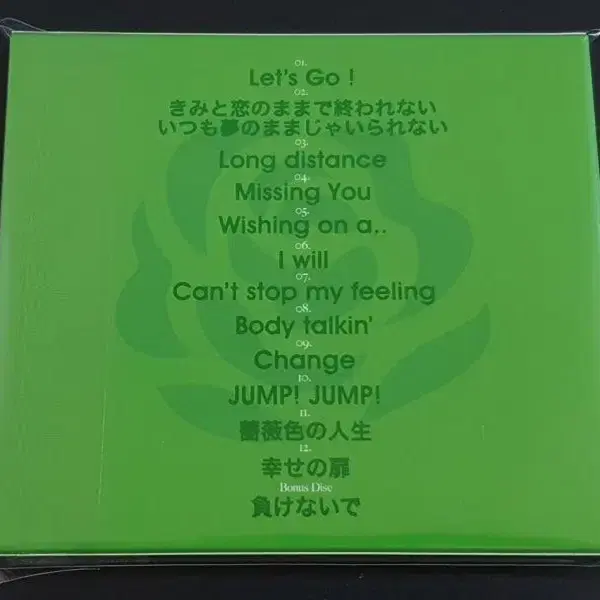 01.
Let's Go !
02.
きみと恋のままで終われない
いつも夢のままじゃいられない
03.
Long distance
04.
Missing You
05.
Wishing on a..
06.
I will
07.
Can't stop my feeling
08.
Body talkin'
09.
Change
10.
JUMP! JUMP!
11.
薔薇色の人生
12.
幸せの扉
Bonus Disc
負けないで